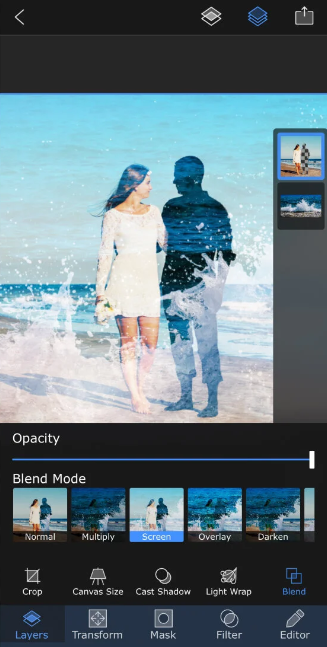 Opacity
Blend Mode
Normal Multiply Screen Overlay Darken
Crop Canvas Size Cast Shadow Light Wrap Blend
Layers Transform Mask Filter Editor